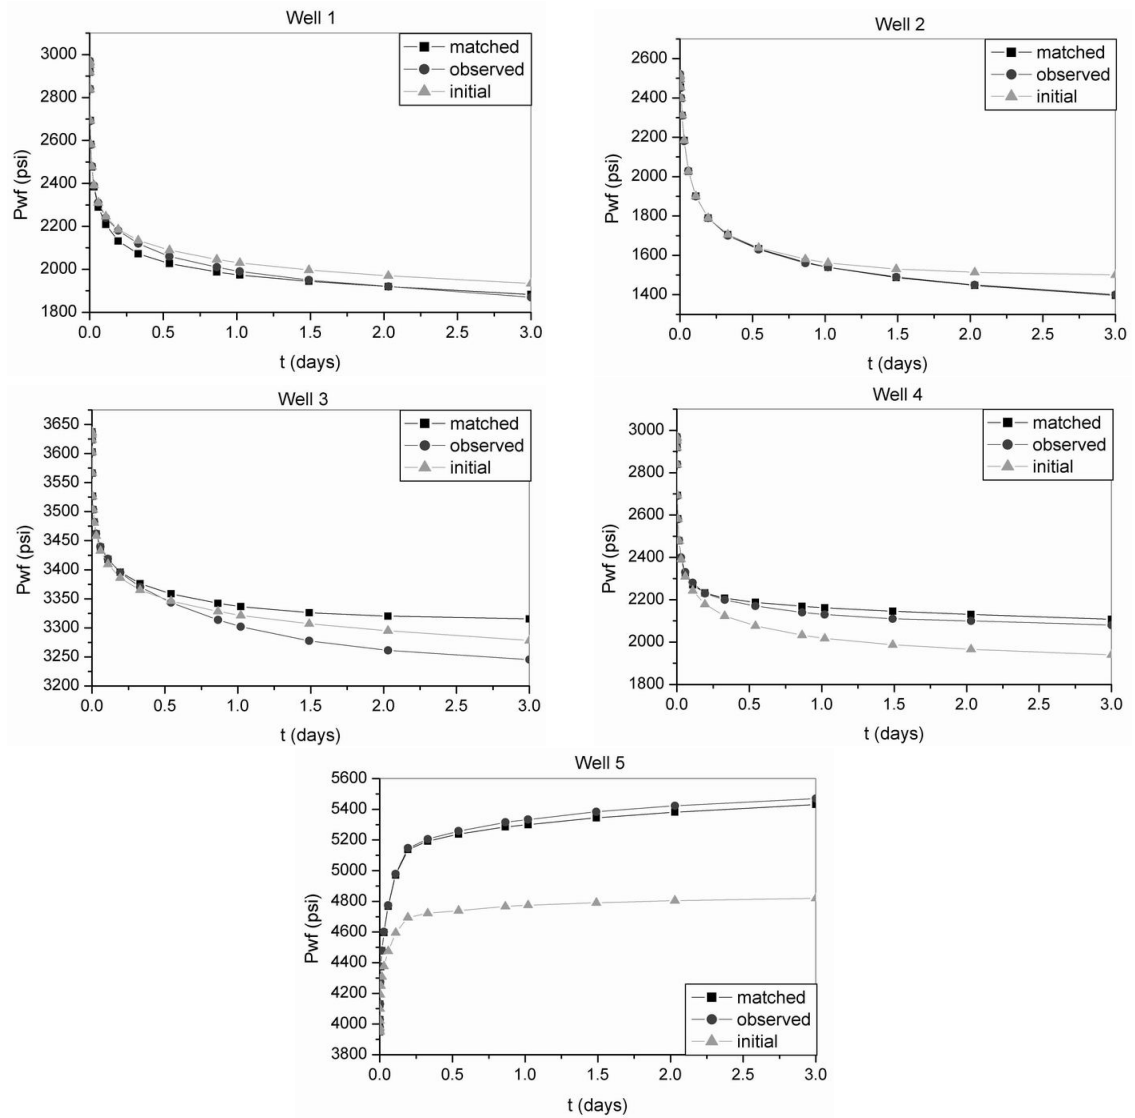 Well 1
3000
2800
2600
2400
2200
2000
1800
Pwf (psi)
0.0 0.5 1.0 1.5 2.0 2.5 3.0
t (days)
matched
observed
initial
Well 2
2600
2400
2200
2000
1800
1600
1400
Pwf (psi)
0.0 0.5 1.0 1.5 2.0 2.5 3.0
t (days)
matched
observed
initial
Well 3
3650
3600
3550
3500
3450
3400
3350
3300
3250
3200
Pwf (psi)
0.0 0.5 1.0 1.5 2.0 2.5 3.0
t (days)
matched
observed
initial
Well 4
3000
2800
2600
2400
2200
2000
1800
Pwf (psi)
0.0 0.5 1.0 1.5 2.0 2.5 3.0
t (days)
matched
observed
initial
Well 5
5600
5400
5200
5000
4800
4600
4400
4200
4000
3800
Pwf (psi)
0.0 0.5 1.0 1.5 2.0 2.5 3.0
t (days)
matched
observed
initial